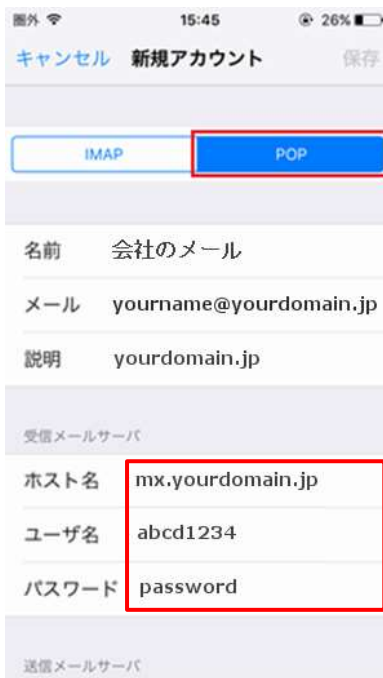 圏外 15:45 26%
キャンセル 新規アカウント 保存
IMAP POP
名前 会社のメール
メール yourname@yourdomain.jp
説明 yourdomain.jp
受信メールサーバ
ホスト名 mx.yourdomain.jp
ユーザ名 abcd1234
パスワード password
送信メールサーバ